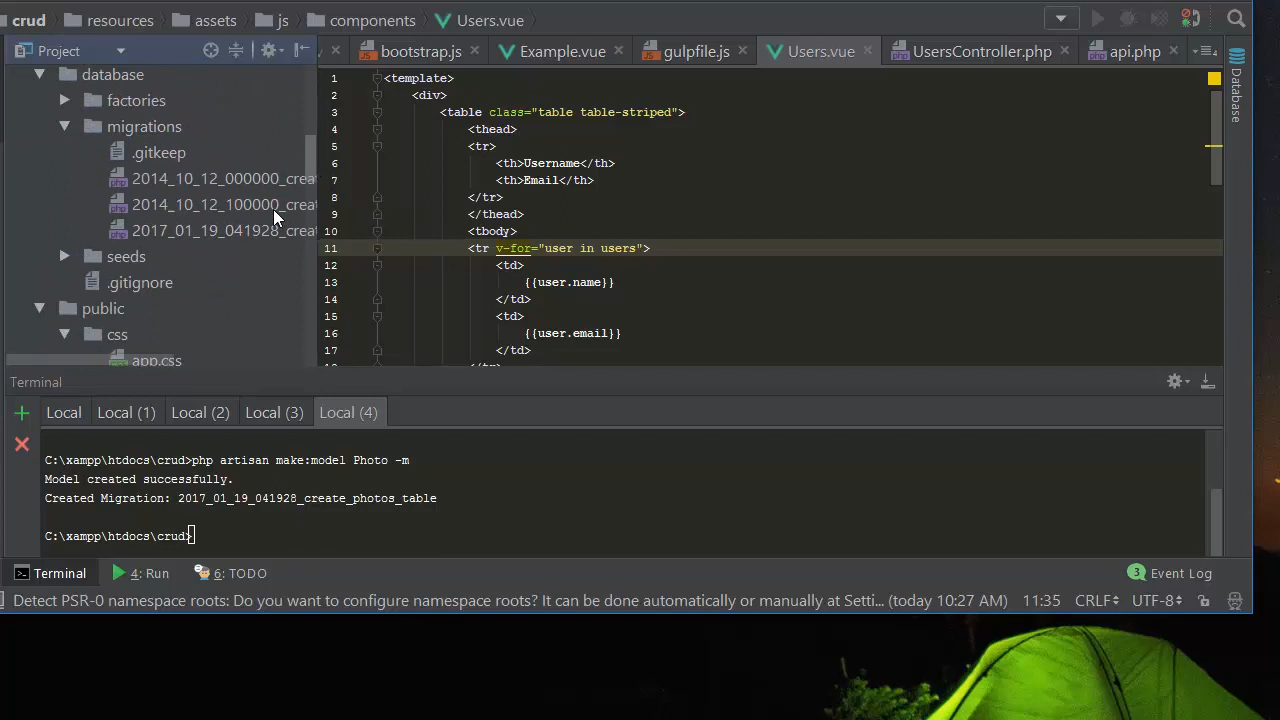 crud resources assets js components Users.vue
Project
bootstrap.js Example.vue gulpfile.js Users.vue UsersController.php api.php
database
factories
migrations
.gitkeep
2014_10_12_000000_creat
2014_10_12_100000_creat
2017_01_19_041928_creat
seeds
.gitignore
public
css
app.css
1 <template>
2 <div>
3 <table class="table table-striped">
4 <thead>
5 <tr>
6 <th>Username</th>
7 <th>Email</th>
8 </tr>
9 </thead>
10 <tbody>
11 <tr v-for="user in users">
12 <td>
13 {{user.name}}
14 </td>
15 <td>
16 {{user.email}}
17 </td>
18 </tr>
Database
Terminal
Local Local (1) Local (2) Local (3) Local (4)
C:\xampp\htdocs\crud>php artisan make:model Photo -m
Model created successfully.
Created Migration: 2017_01_19_041928_create_photos_table
C:\xampp\htdocs\crud>
Terminal 4: Run 6: TODO 3 Event Log
Detect PSR-0 namespace roots: Do you want to configure namespace roots? It can be done automatically or manually at Setti... (today 10:27 AM) 11:35 CRLF UTF-8